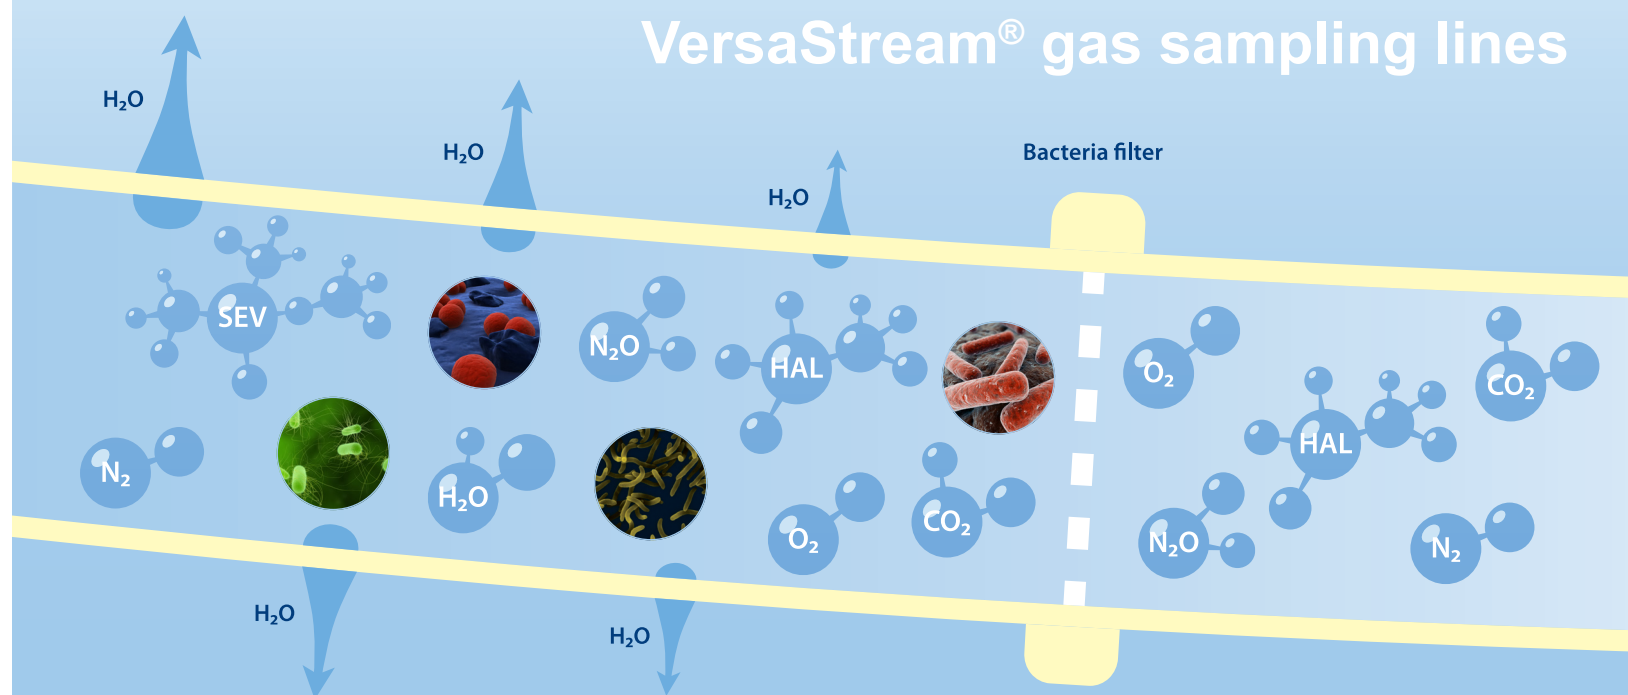 VersaStream® gas sampling lines
H₂O
H₂O
H₂O
Bacteria filter
SEV
N₂O
HAL
O₂
CO₂
N₂
H₂O
O₂
CO₂
N₂O
HAL
N₂
H₂O
H₂O